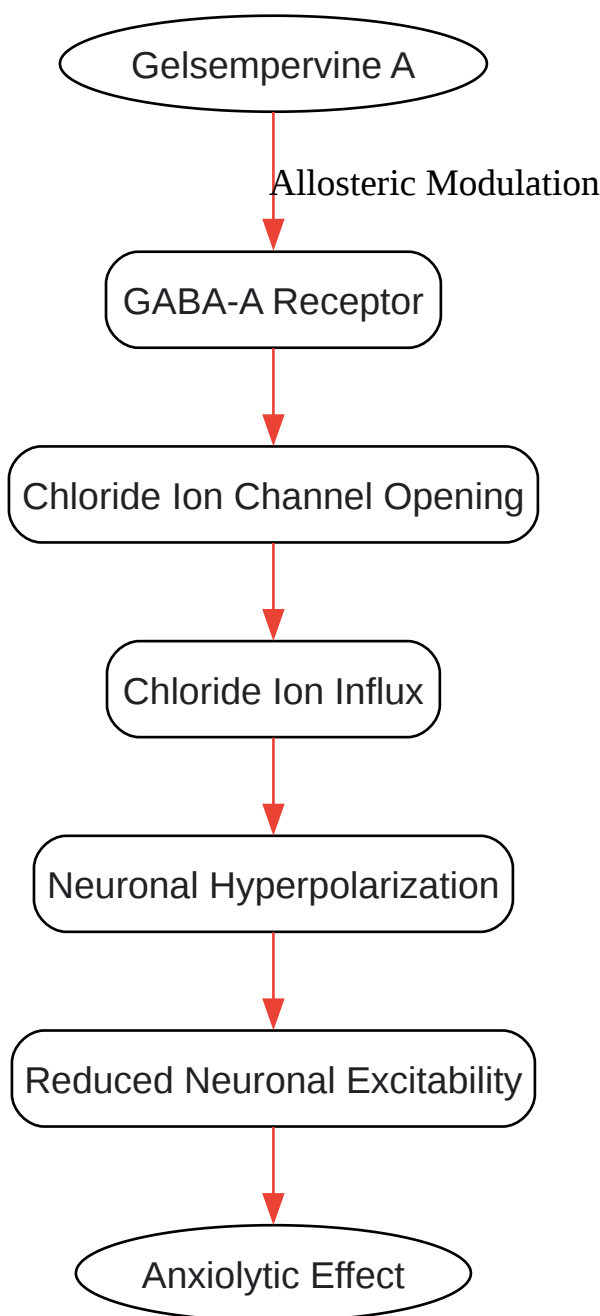 Gelsempervine A
Allosteric Modulation
GABA-A Receptor
Chloride Ion Channel Opening
Chloride Ion Influx
Neuronal Hyperpolarization
Reduced Neuronal Excitability
Anxiolytic Effect